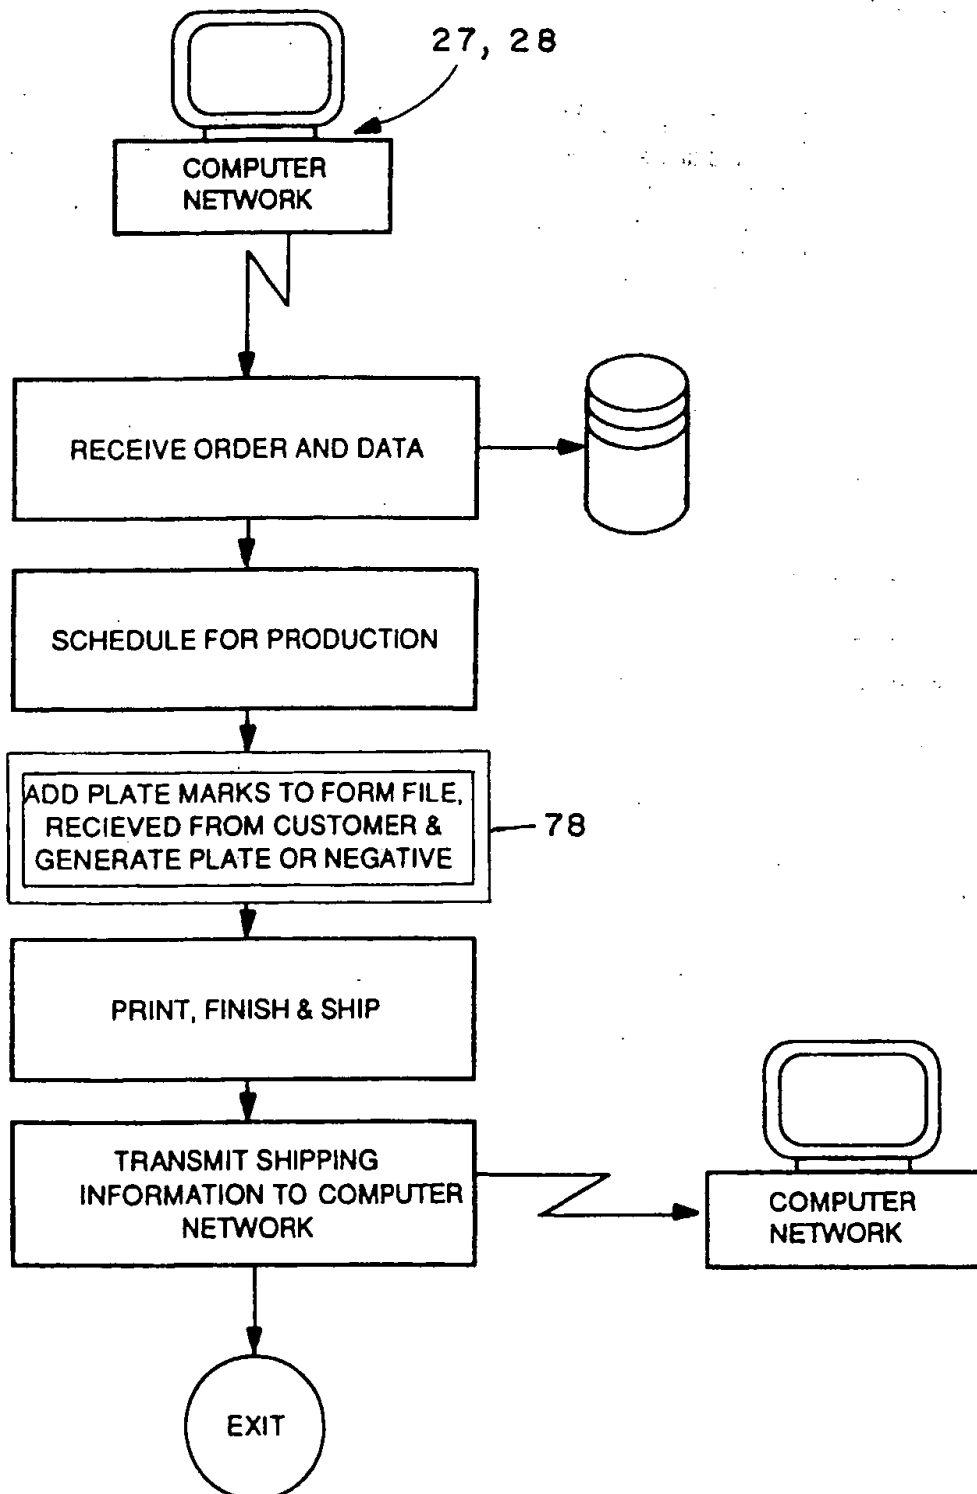 27, 28
COMPUTER
NETWORK
RECEIVE ORDER AND DATA
SCHEDULE FOR PRODUCTION
ADD PLATE MARKS TO FORM FILE,
RECIEVED FROM CUSTOMER &
GENERATE PLATE OR NEGATIVE
78
PRINT, FINISH & SHIP
TRANSMIT SHIPPING
INFORMATION TO COMPUTER
NETWORK
COMPUTER
NETWORK
EXIT